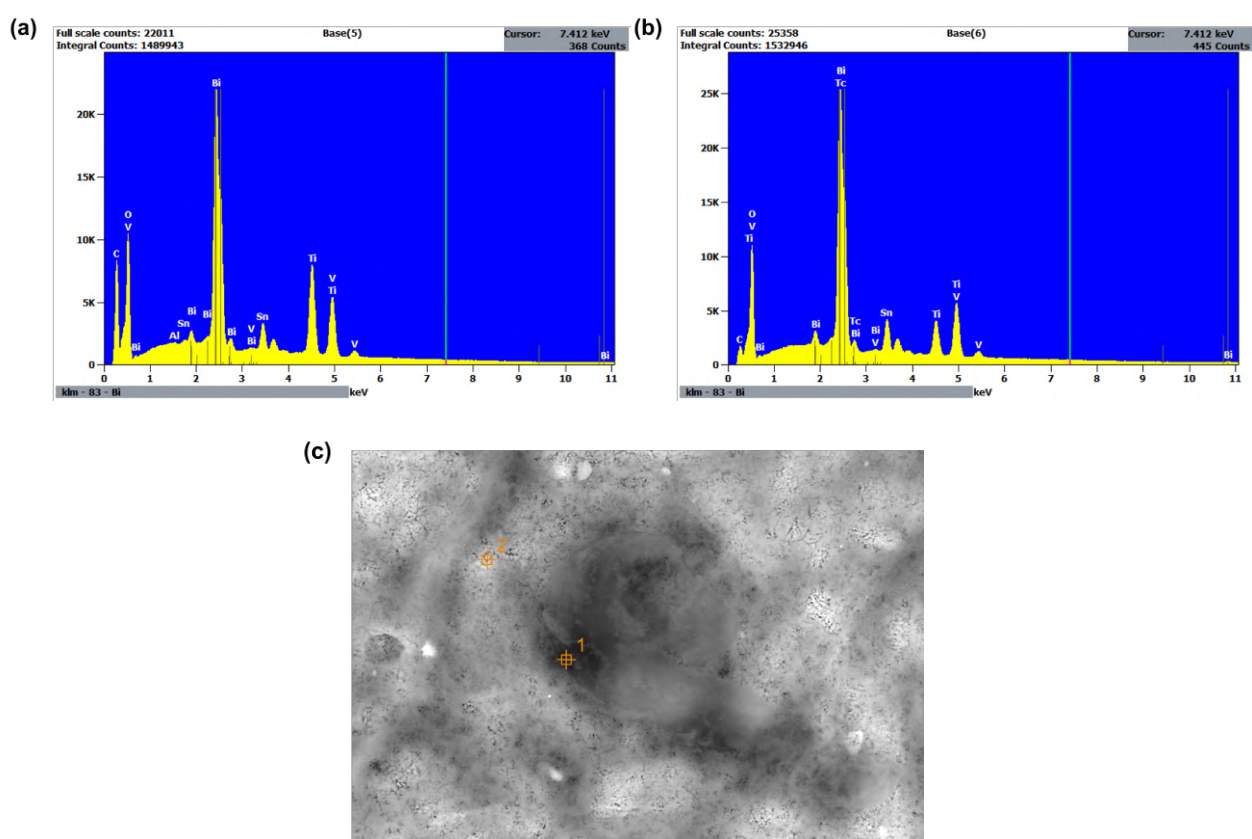 (a)
Full scale counts: 22011 Base(5) Cursor: 7.412 keV
Integral Counts: 1489943 368 Counts
20K
15K
10K
5K
0
C
O
V
Bi
Al
Sn
Bi
Bi
Bi
Bi
V
Bi
Sn
Ti
V
Ti
V
Bi
0 1 2 3 4 5 6 7 8 9 10 11
klm - 83 - Bi keV
(b)
Full scale counts: 25358 Base(6) Cursor: 7.412 keV
Integral Counts: 1532946 445 Counts
25K
20K
15K
10K
5K
0
C
O
V
Ti
Bi
Bi
Bi
Tc
Tc
Bi
Bi
V
Sn
Ti
Ti
V
V
Bi
0 1 2 3 4 5 6 7 8 9 10 11
klm - 83 - Bi keV
(c)
2
1